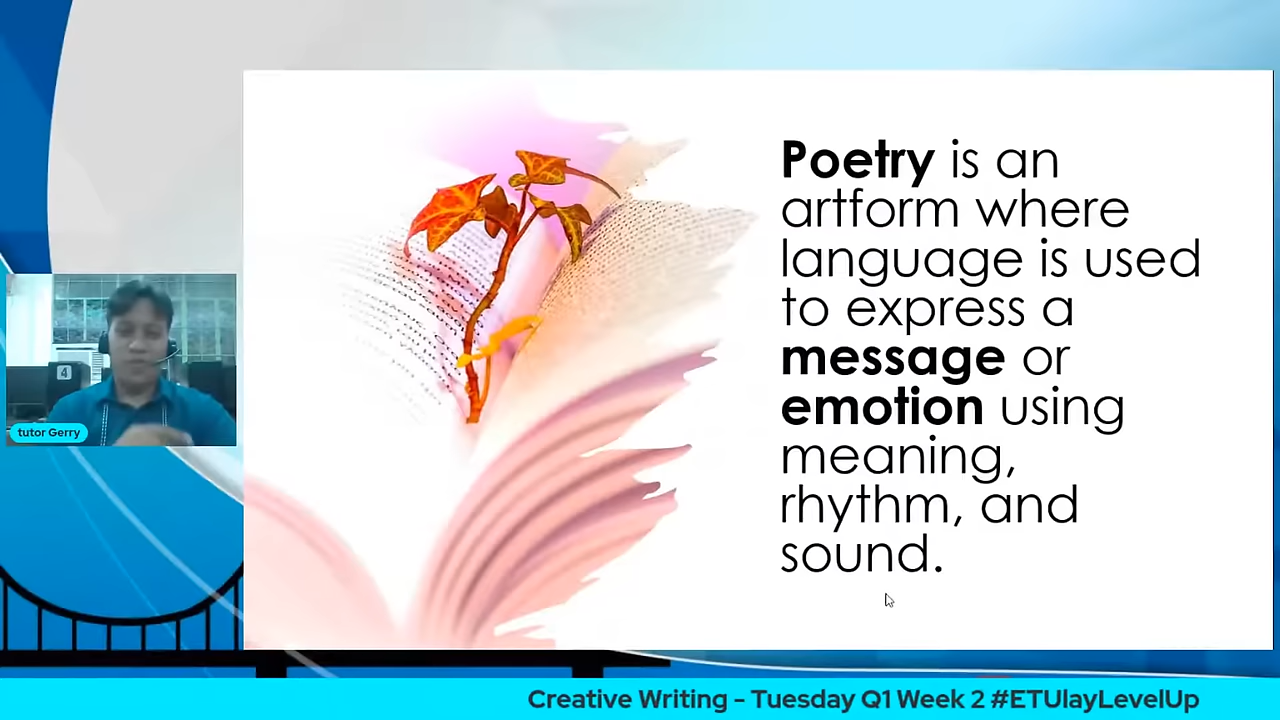 Poetry is an
artform where
language is used
to express a
message or
emotion using
meaning,
rhythm, and
sound.
4
tutor Gerry
Creative Writing - Tuesday Q1 Week 2 #ETUlayLevelUp